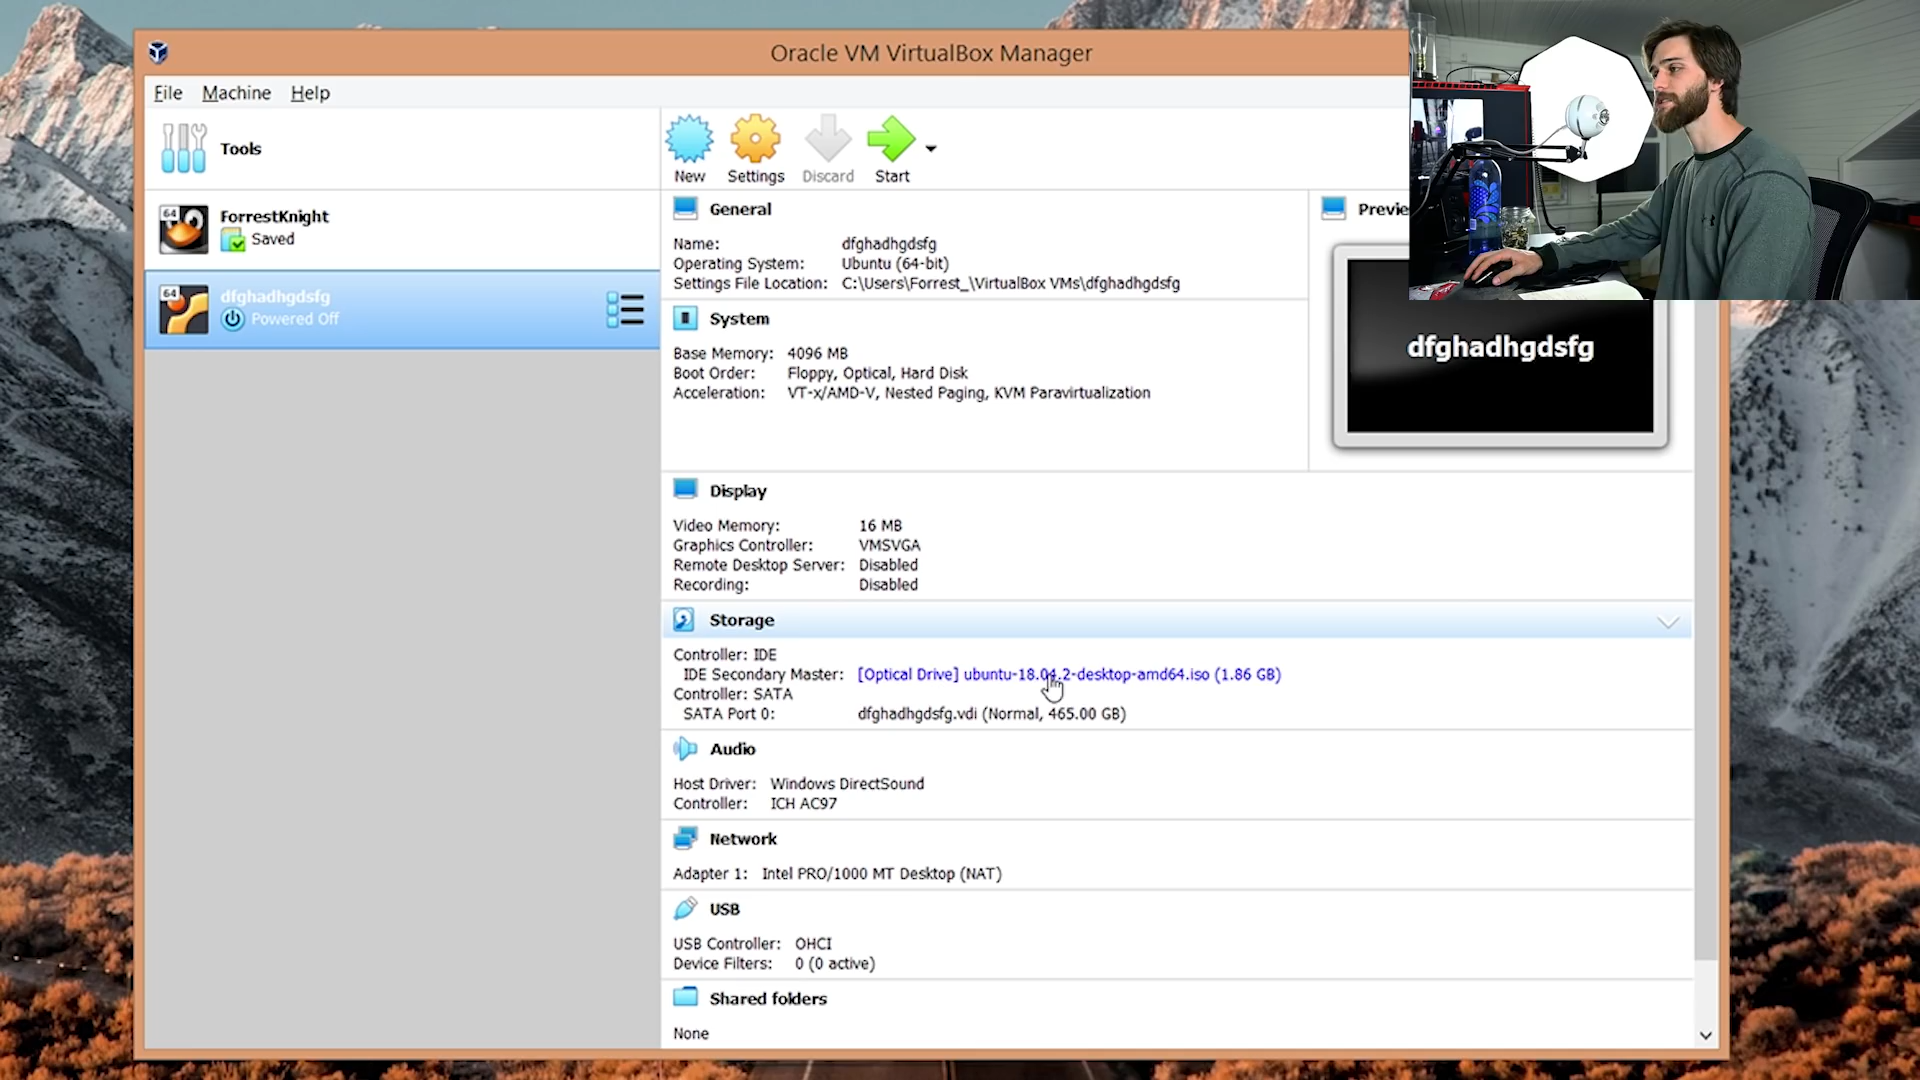 Oracle VM VirtualBox Manager
File Machine Help
Tools
New Settings Discard Start
64 ForrestKnight
Saved
64 dfghadhgdsfg
Powered Off
General
Name: dfghadhgdsfg
Operating System: Ubuntu (64-bit)
Settings File Location: C:\Users\Forrest_\VirtualBox VMs\dfghadhgdsfg
System
Base Memory: 4096 MB
Boot Order: Floppy, Optical, Hard Disk
Acceleration: VT-x/AMD-V, Nested Paging, KVM Paravirtualization
Previe
dfghadhgdsfg
Display
Video Memory: 16 MB
Graphics Controller: VMSVGA
Remote Desktop Server: Disabled
Recording: Disabled
Storage
Controller: IDE
IDE Secondary Master: [Optical Drive] ubuntu-18.04.2-desktop-amd64.iso (1.86 GB)
Controller: SATA
SATA Port 0: dfghadhgdsfg.vdi (Normal, 465.00 GB)
Audio
Host Driver: Windows DirectSound
Controller: ICH AC97
Network
Adapter 1: Intel PRO/1000 MT Desktop (NAT)
USB
USB Controller: OHCI
Device Filters: 0 (0 active)
Shared folders
None